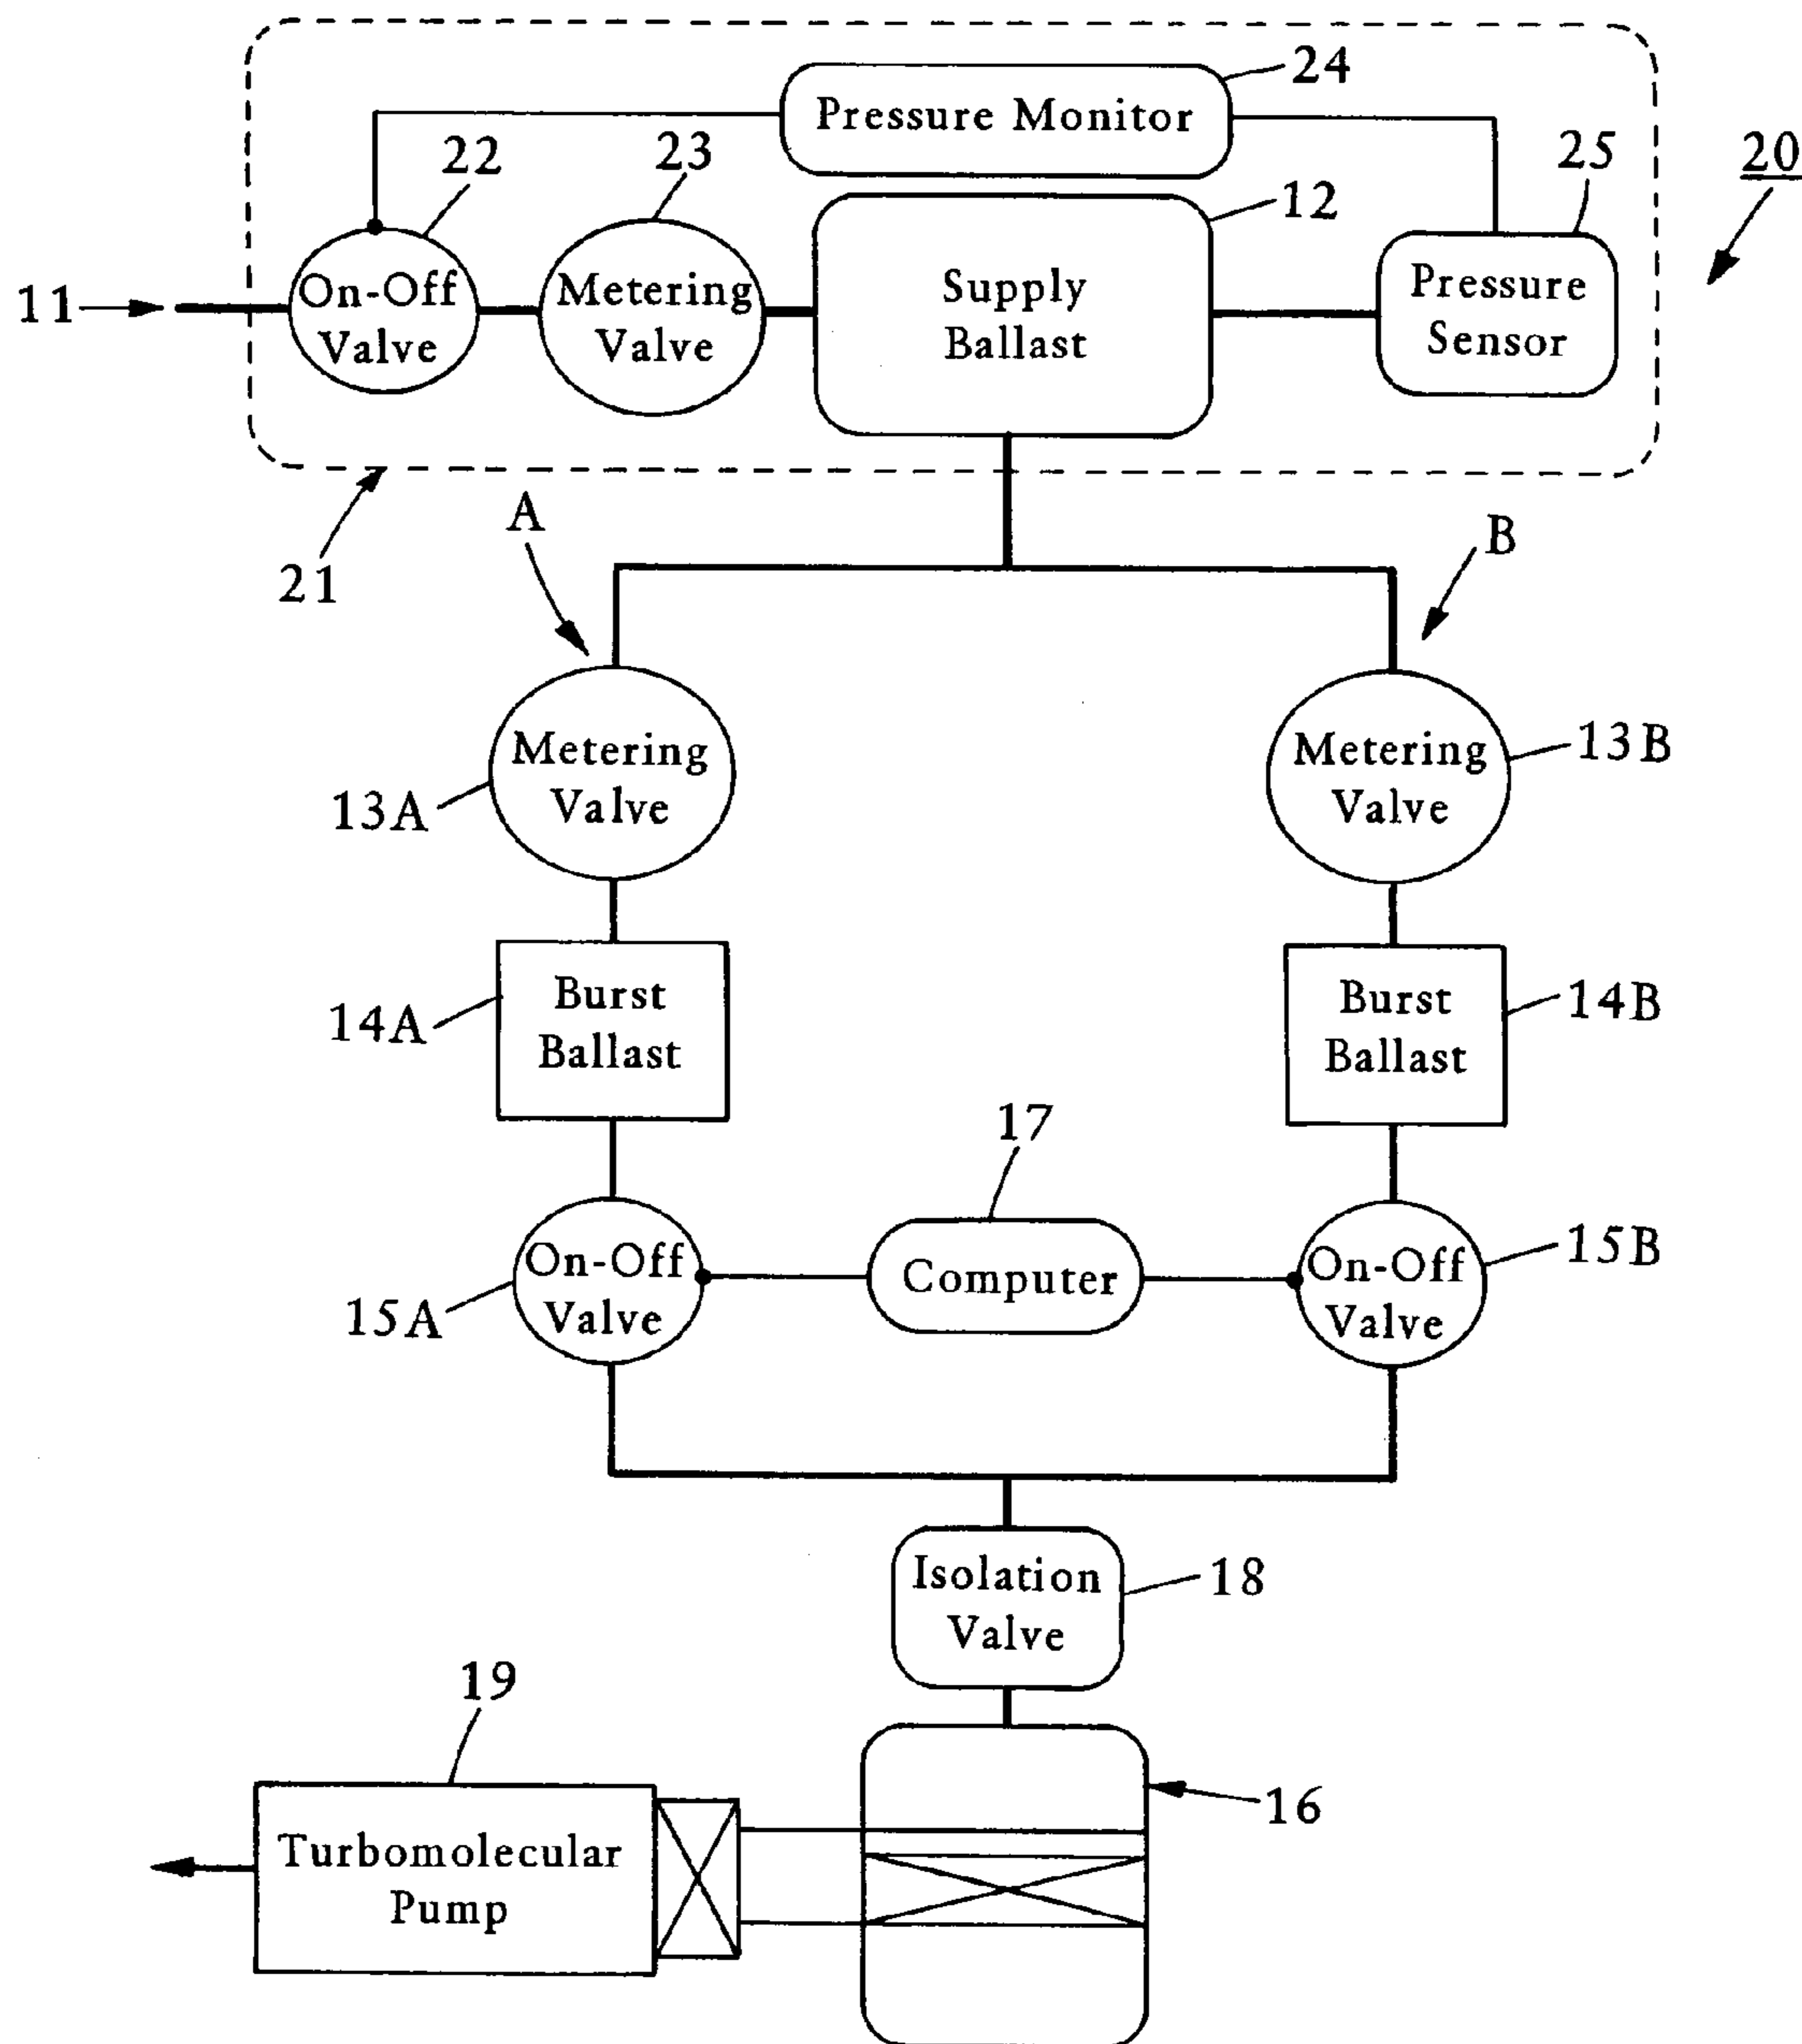 24
Pressure Monitor
22
23
25
20
12
11
On-Off
Valve
Metering
Valve
Supply
Ballast
Pressure
Sensor
21
A
B
Metering
Valve
13A
Metering
Valve
13B
Burst
Ballast
14A
Burst
Ballast
14B
17
On-Off
Valve
15A
Computer
On-Off
Valve
15B
Isolation
Valve
18
19
16
Turbomolecular
Pump